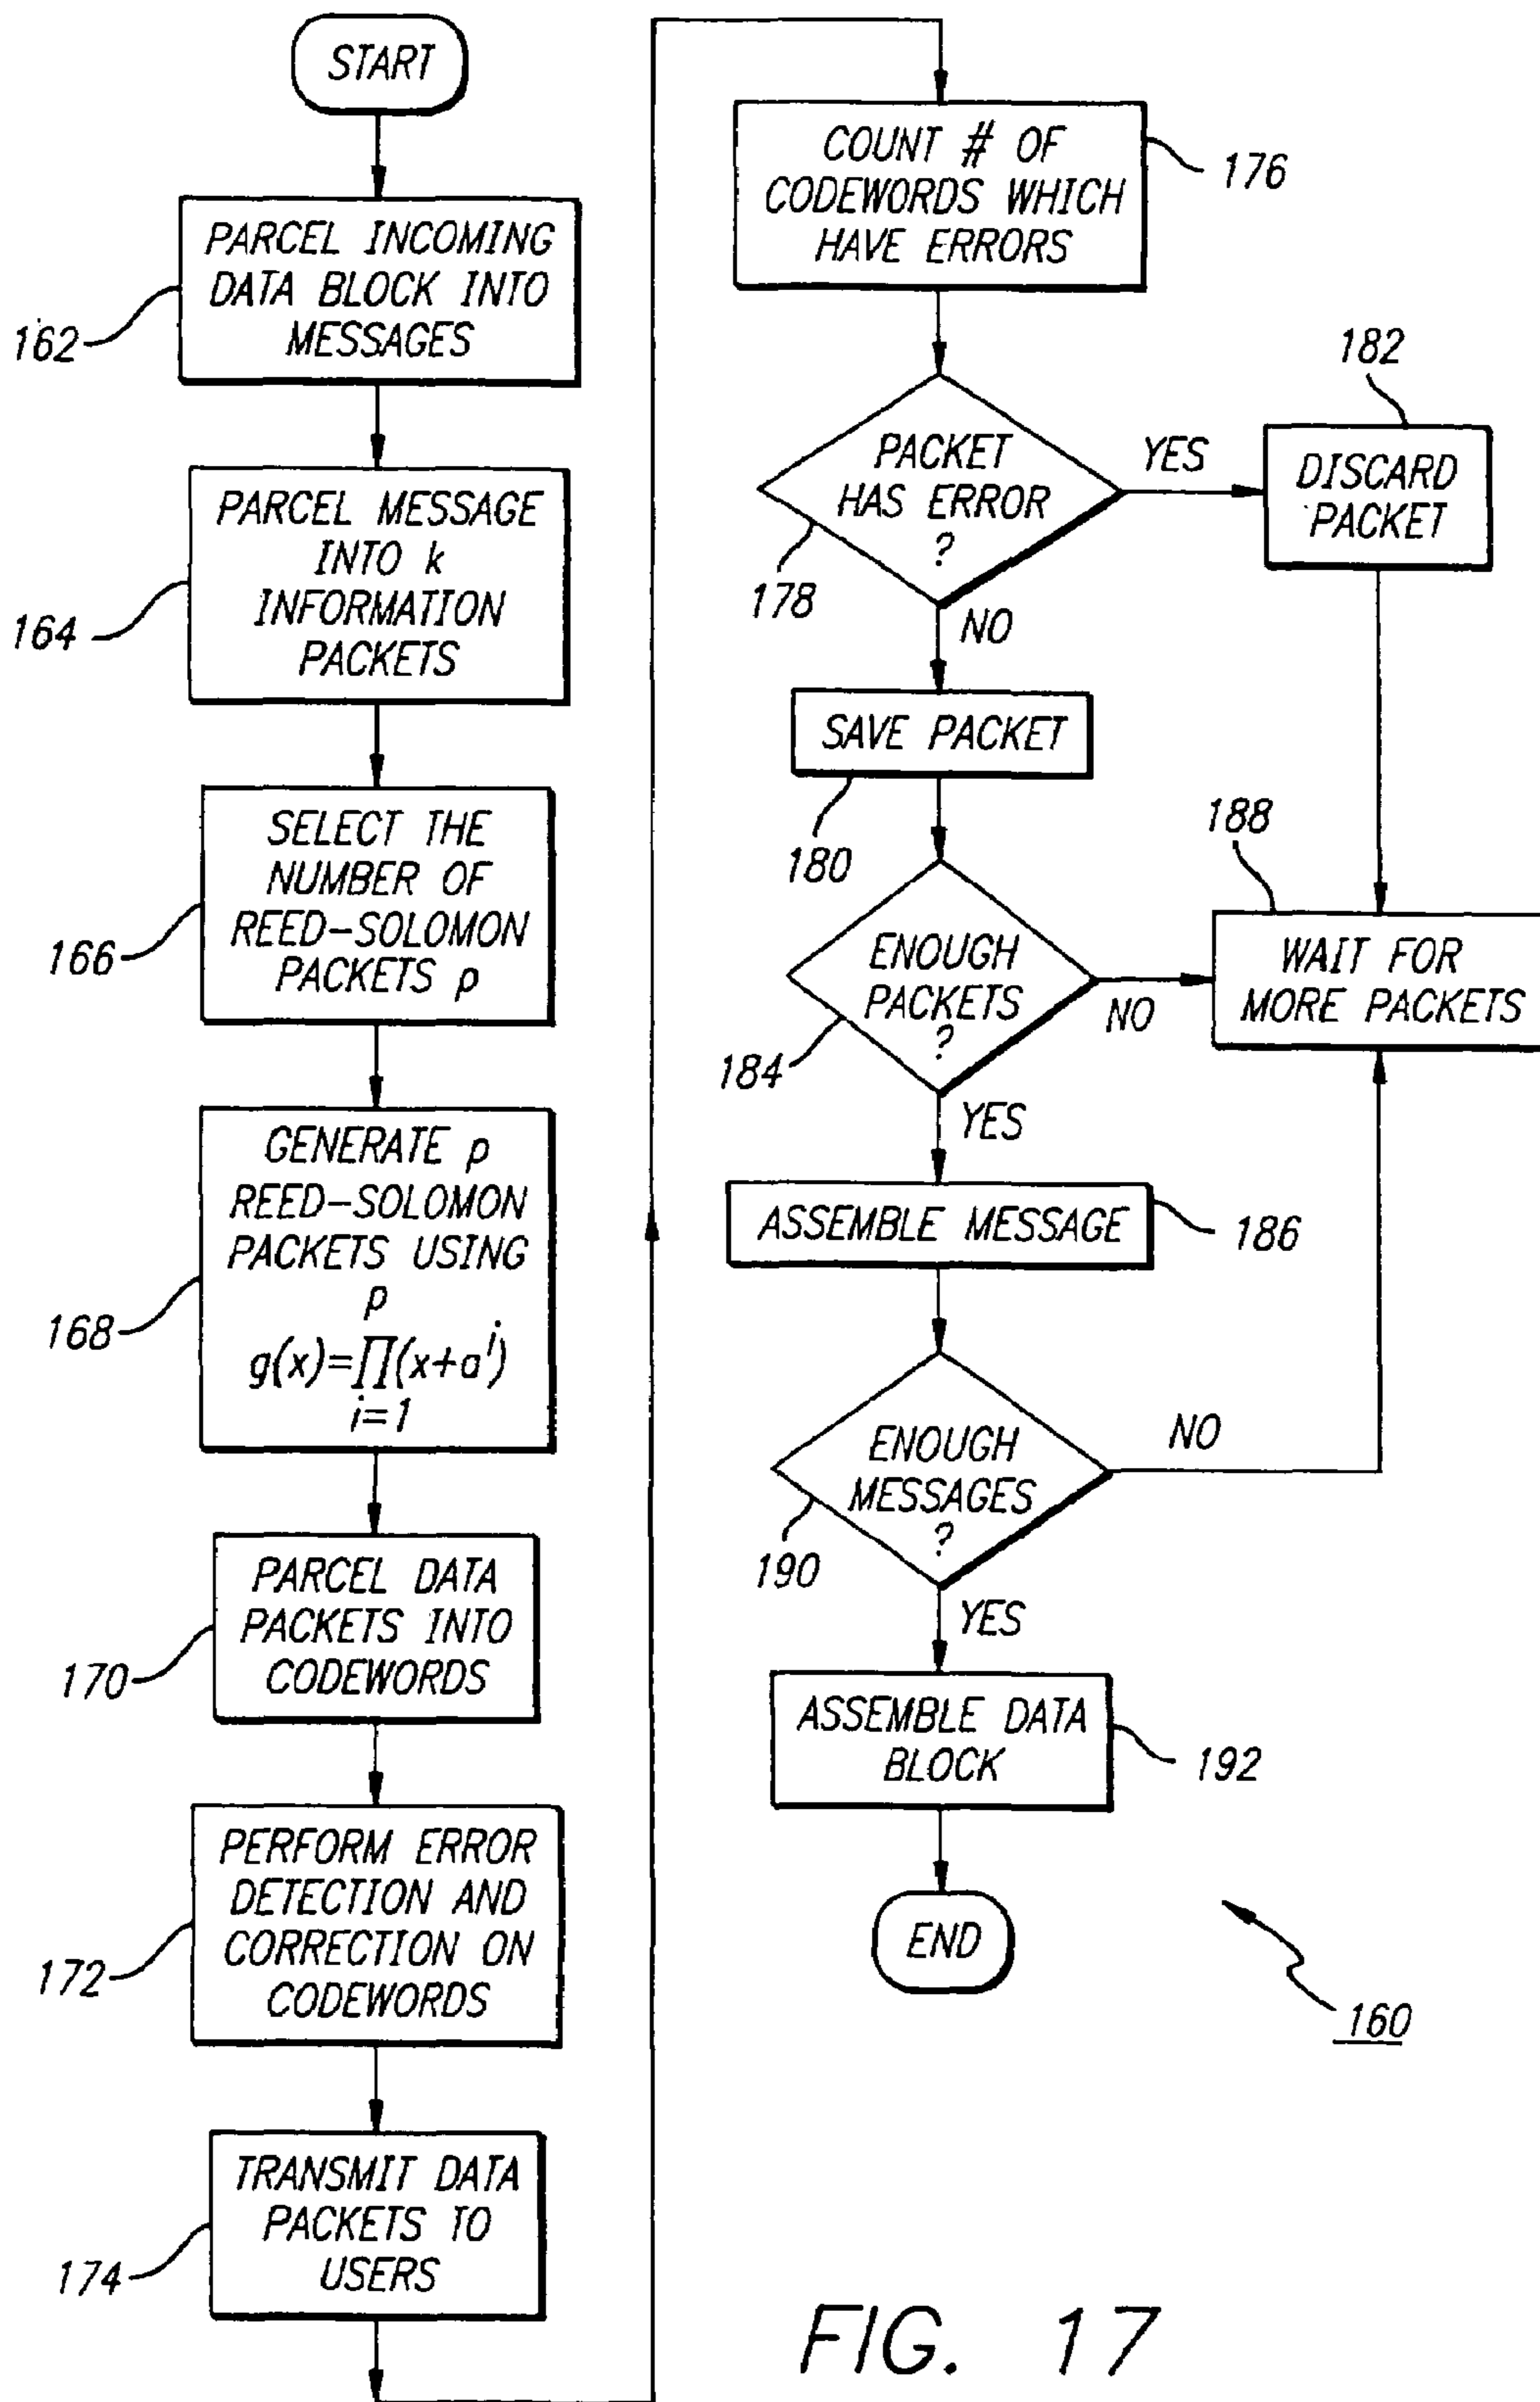 START
PARCEL INCOMING
DATA BLOCK INTO
MESSAGES
162
PARCEL MESSAGE
INTO k
INFORMATION
PACKETS
164
SELECT THE
NUMBER OF
REED-SOLOMON
PACKETS p
166
GENERATE p
REED-SOLOMON
PACKETS USING
p
g(x)=∏(x+a^i)
i=1
168
PARCEL DATA
PACKETS INTO
CODEWORDS
170
PERFORM ERROR
DETECTION AND
CORRECTION ON
CODEWORDS
172
TRANSMIT DATA
PACKETS TO
USERS
174
COUNT # OF
CODEWORDS WHICH
HAVE ERRORS
176
PACKET
HAS ERROR
?
178
YES
182
DISCARD
PACKET
NO
SAVE PACKET
180
ENOUGH
PACKETS
?
184
NO
188
WAIT FOR
MORE PACKETS
YES
ASSEMBLE MESSAGE
186
ENOUGH
MESSAGES
?
190
NO
YES
ASSEMBLE DATA
BLOCK
192
END
160
FIG. 17